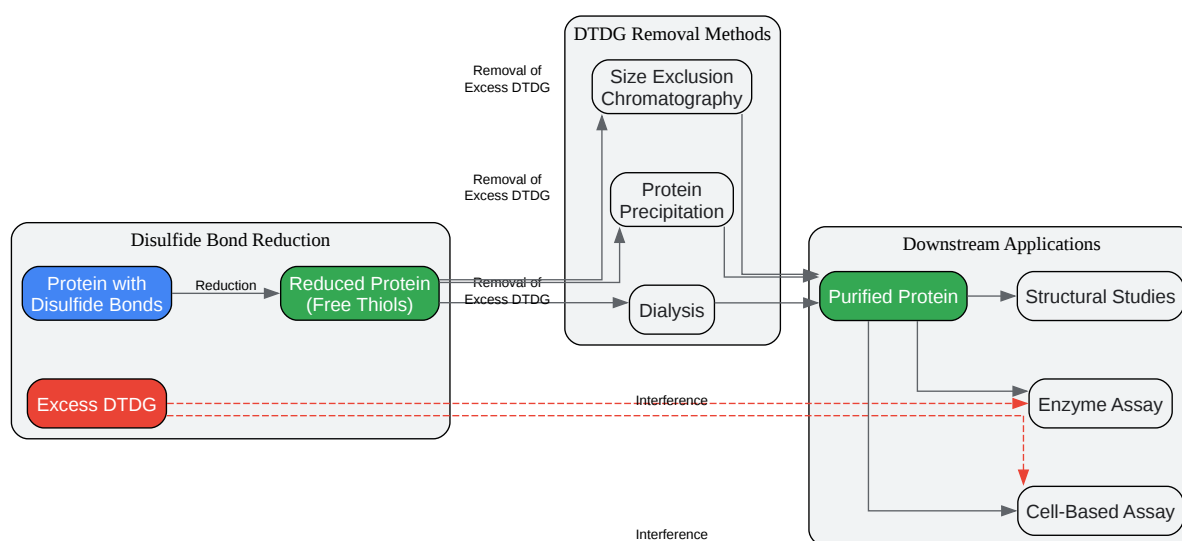 DTDG Removal Methods
Removal of
Excess DTDG
Size Exclusion
Chromatography
Removal of
Excess DTDG
Protein
Precipitation
Disulfide Bond Reduction
Protein with
Disulfide Bonds
Reduction
Reduced Protein
(Free Thiols)
Removal of
Excess DTDG
Dialysis
Downstream Applications
Purified Protein
Structural Studies
Excess DTDG
Interference
Enzyme Assay
Cell-Based Assay
Interference